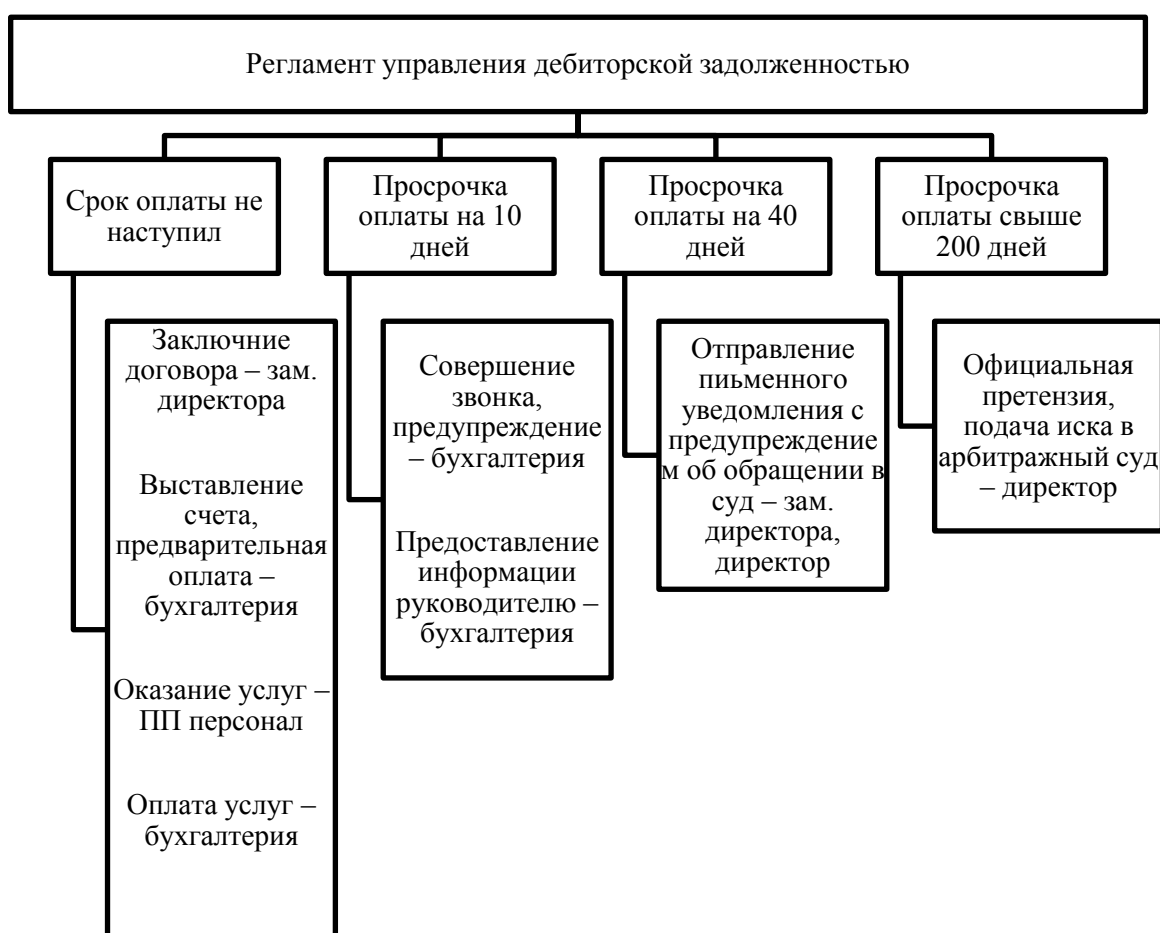 Регламент управления дебиторской задолженностью
Срок оплаты не
наступил
Просрочка
оплаты на 10
дней
Просрочка
оплаты на 40
дней
Просрочка
оплаты свыше
200 дней
Заключние
договора – зам.
директора
Выставление
счета,
предварительная
оплата –
бухгалтерия
Оказание услуг –
ПП персонал
Оплата услуг –
бухгалтерия
Совершение
звонка,
предупреждение
– бухгалтерия
Предоставление
информации
руководителю –
бухгалтерия
Отправление
пиьменного
уведомления с
предупреждение
м об обращении в
суд – зам.
директора,
директор
Официальная
претензия,
подача иска в
арбитражный суд
– директор